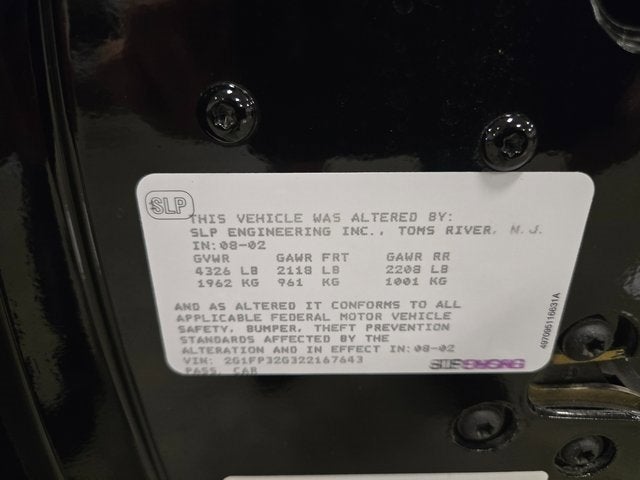 SLP
THIS VEHICLE WAS ALTERED BY:
SLP ENGINEERING INC., TOMS RIVER, N.J.
IN:08-02
GVWR GAWR FRT GAWR RR
4326 LB 2118 LB 2208 LB
1962 KG 961 KG 1001 KG
AND AS ALTERED IT CONFORMS TO ALL
APPLICABLE FEDERAL MOTOR VEHICLE
SAFETY, BUMPER, THEFT PREVENTION
STANDARDS AFFECTED BY THE
ALTERATION AND IN EFFECT IN:08-02
VIN: 2G1FP32G322167643
PASS. CAR
497095116631A